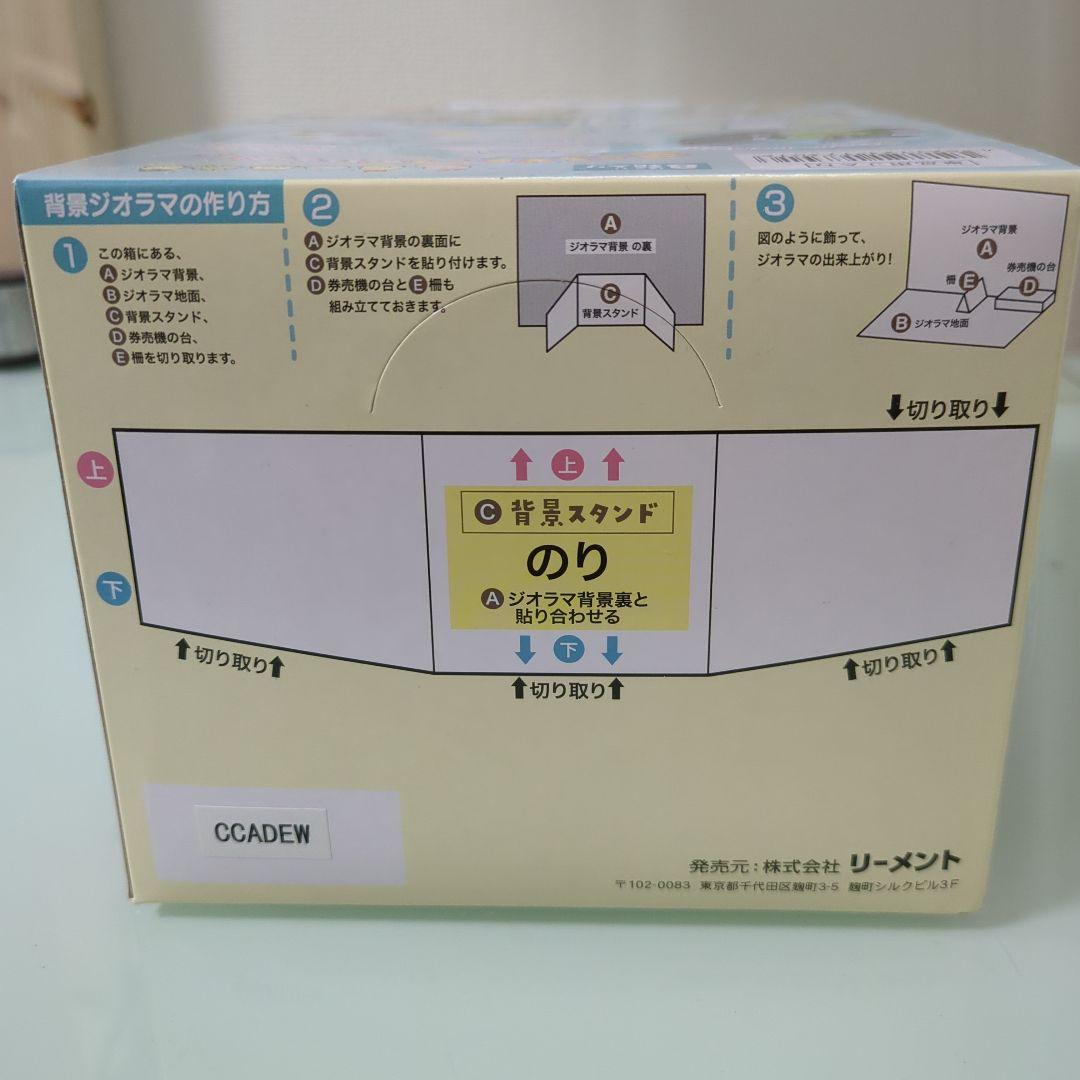 背景ジオラマの作り方
1
この箱にある、
Aジオラマ背景、
Bジオラマ地面、
C背景スタンド、
D券売機の台、
E柵を切り取ります。
2
Aジオラマ背景の裏面に
C背景スタンドを貼り付けます。
D券売機の台とE柵も
組み立てておきます。
A
ジオラマ背景 の裏
C
背景スタンド
3
図のように飾って、
ジオラマの出来上がり!
ジオラマ背景
A
券売機の台
柵E
D
Bジオラマ地面
↓切り取り↓
上
↑上↑
C背景スタンド
のり
Aジオラマ背景裏と
貼り合わせる
下
↓下↓
↑切り取り↑
↑切り取り↑
↑切り取り↑
CCADEW
発売元:株式会社 リーメント
〒102-0083 東京都千代田区麹町3-5 麹町シルクビル3F